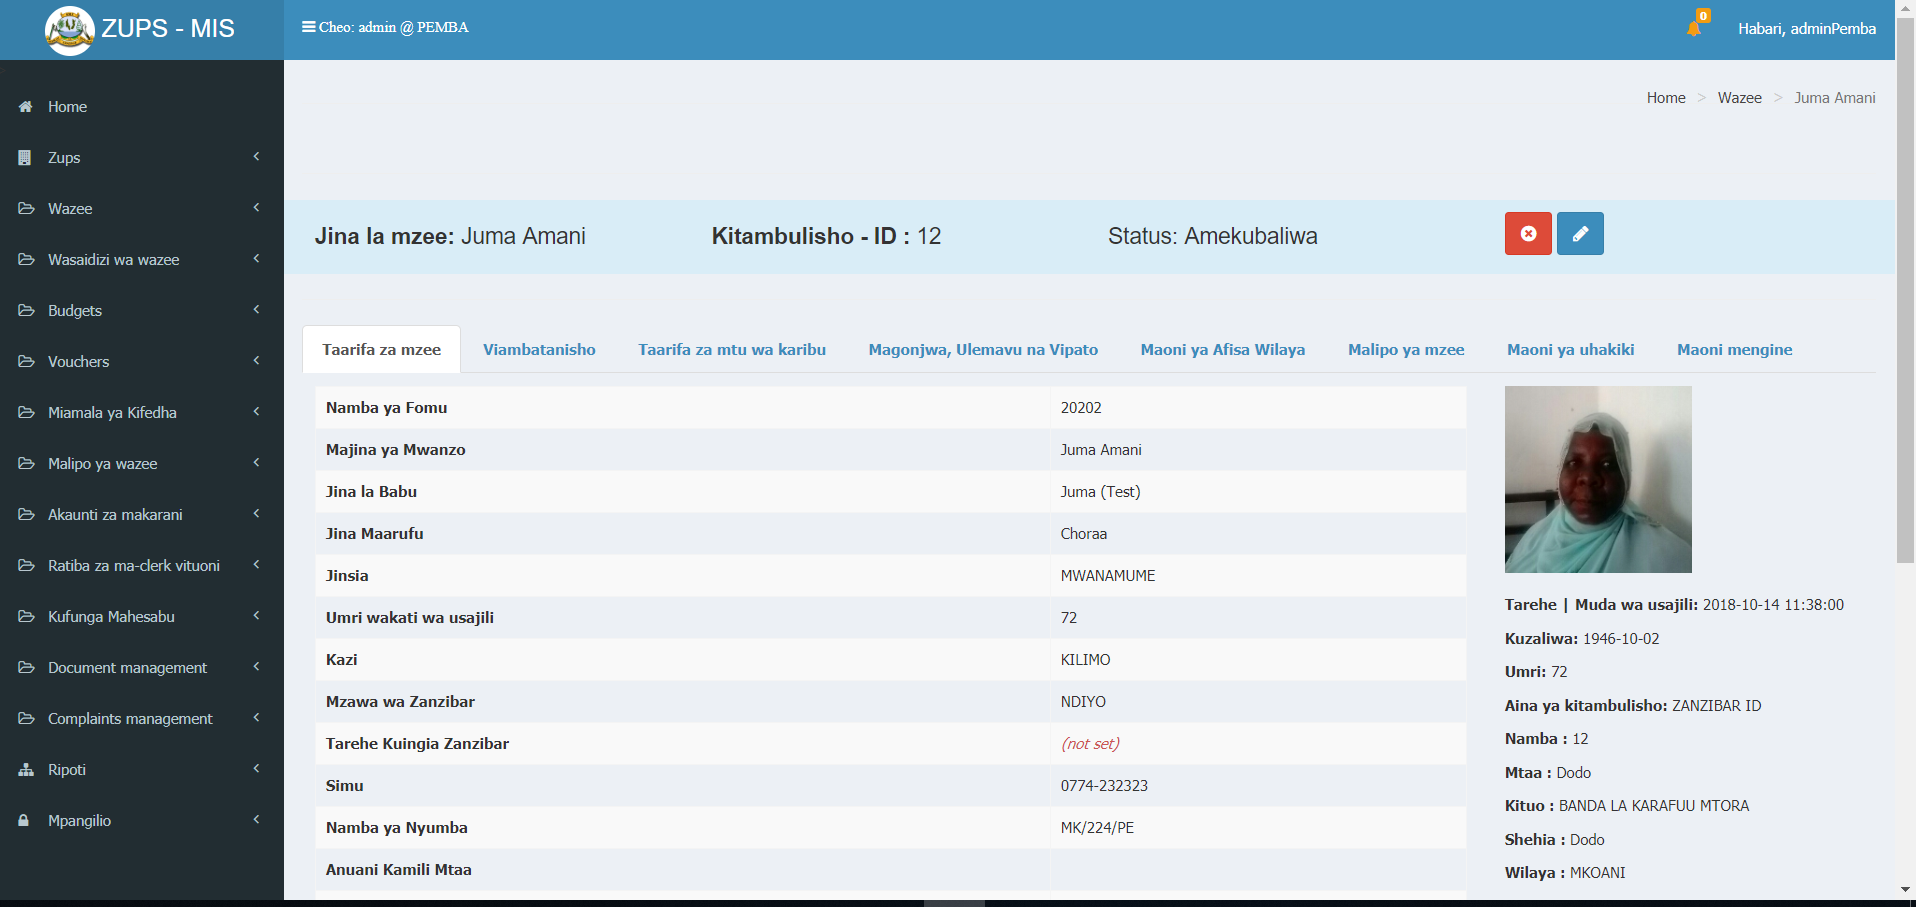 ZUPS - MIS
Cheo: admin @ PEMBA
0
Habari, adminPemba
Home > Wazee > Juma Amani
Home
Zups
Wazee
Wasaidizi wa wazee
Budgets
Vouchers
Miamala ya Kifedha
Malipo ya wazee
Akaunti za makarani
Ratiba za ma-clerk vituoni
Kufunga Mahesabu
Document management
Complaints management
Ripoti
Mpangilio
Jina la mzee: Juma Amani
Kitambulisho - ID : 12
Status: Amekubaliwa
Taarifa za mzee
Viambatanisho
Taarifa za mtu wa karibu
Magonjwa, Ulemavu na Vipato
Maoni ya Afisa Wilaya
Malipo ya mzee
Maoni ya uhakiki
Maoni mengine
Namba ya Fomu 20202
Majina ya Mwanzo Juma Amani
Jina la Babu Juma (Test)
Jina Maarufu Choraa
Jinsia MWANAMUME
Umri wakati wa usajili 72
Kazi KILIMO
Mzawa wa Zanzibar NDIYO
Tarehe Kuingia Zanzibar (not set)
Simu 0774-232323
Namba ya Nyumba MK/224/PE
Anuani Kamili Mtaa
Tarehe | Muda wa usajili: 2018-10-14 11:38:00
Kuzaliwa: 1946-10-02
Umri: 72
Aina ya kitambulisho: ZANZIBAR ID
Namba : 12
Mtaa : Dodo
Kituo : BANDA LA KARAFUU MTORA
Shehia : Dodo
Wilaya : MKOANI